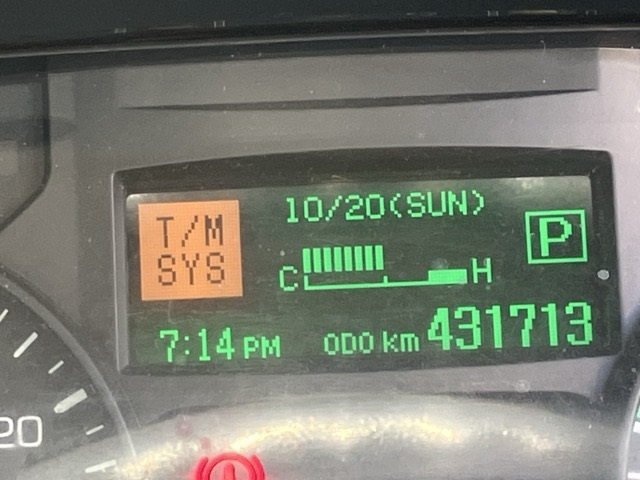 10/20(SUN)
T/M
SYS
P
C H
7:14 PM ODO km 431713
20